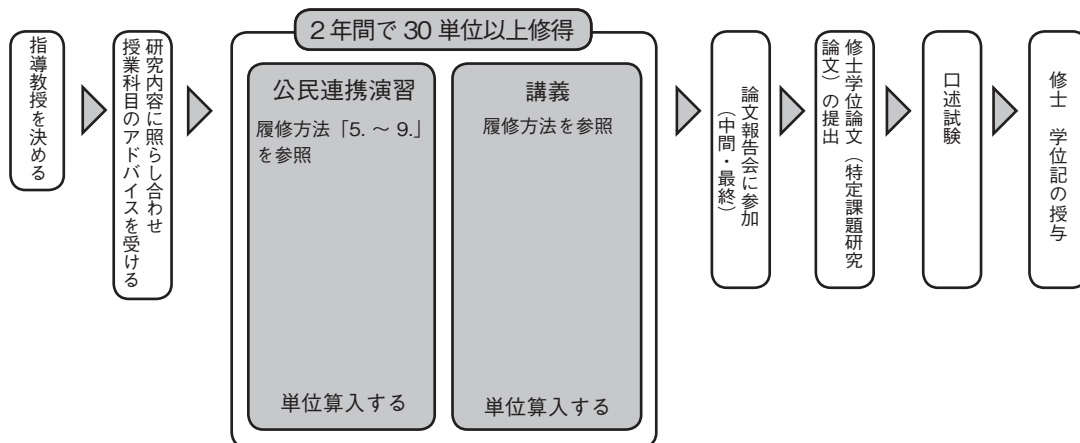 指導教授を決める
研究内容に照らし合わせ
授業科目のアドバイスを受ける
2年間で30単位以上修得
公民連携演習
履修方法「5.～9.」
を参照
単位算入する
講義
履修方法を参照
単位算入する
論文報告会に参加
（中間・最終）
修士学位論文（特定課題研究
論文）の提出
口述試験
修士　学位記の授与